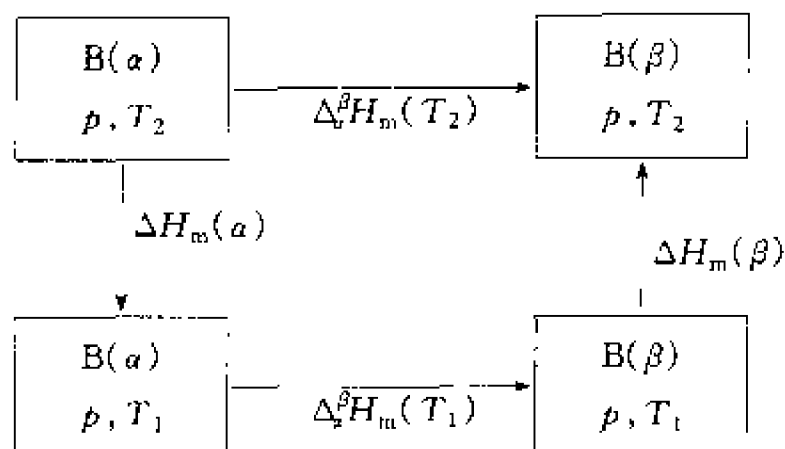 B(α) B(β)
p, T₂ p, T₂
Δ_α^β H_m(T₂)
ΔH_m(α)
ΔH_m(β)
B(α) B(β)
p, T₁ p, T₁
Δ_α^β H_m(T₁)